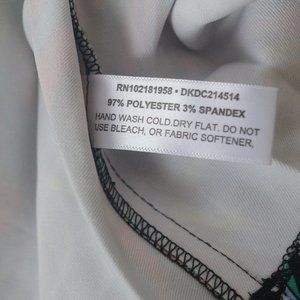 RN102181958 • DKDC214514
97% POLYESTER 3% SPANDEX
HAND WASH COLD.DRY FLAT. DO NOT
USE BLEACH, OR FABRIC SOFTENER,